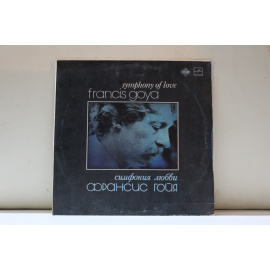 symphony of love
francis goya
симфония любви
франсис гойя